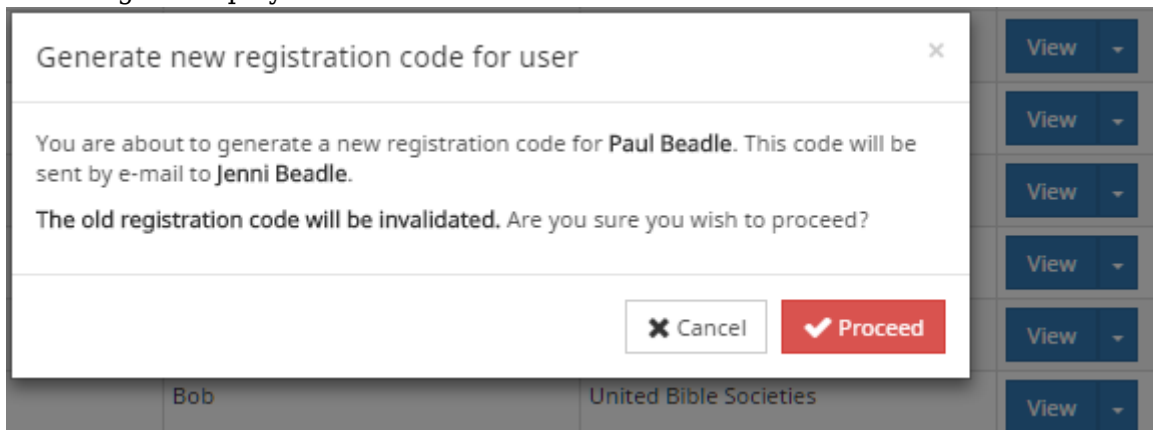 Generate new registration code for user
×
You are about to generate a new registration code for Paul Beadle. This code will be
sent by e-mail to Jenni Beadle.
The old registration code will be invalidated. Are you sure you wish to proceed?
Cancel
Proceed
View
View
View
View
View
Bob
United Bible Societies
View